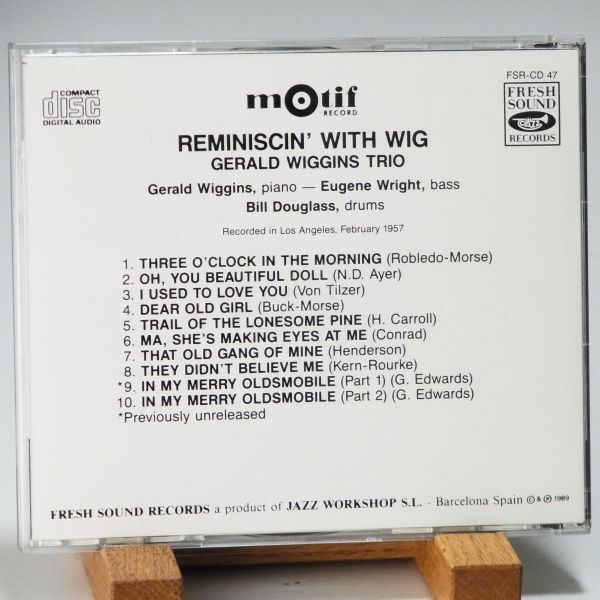 COMPACT
disc
DIGITAL AUDIO
motif
RECORD
FSR-CD 47
FRESH
SOUND
JAZZ
RECORDS
REMINISCIN' WITH WIG
GERALD WIGGINS TRIO
Gerald Wiggins, piano — Eugene Wright, bass
Bill Douglass, drums
Recorded in Los Angeles, February 1957
1. THREE O'CLOCK IN THE MORNING (Robledo-Morse)
2. OH, YOU BEAUTIFUL DOLL (N.D. Ayer)
3. I USED TO LOVE YOU (Von Tilzer)
4. DEAR OLD GIRL (Buck-Morse)
5. TRAIL OF THE LONESOME PINE (H. Carroll)
6. MA, SHE'S MAKING EYES AT ME (Conrad)
7. THAT OLD GANG OF MINE (Henderson)
8. THEY DIDN'T BELIEVE ME (Kern-Rourke)
*9. IN MY MERRY OLDSMOBILE (Part 1) (G. Edwards)
10. IN MY MERRY OLDSMOBILE (Part 2) (G. Edwards)
*Previously unreleased
FRESH SOUND RECORDS a product of JAZZ WORKSHOP S.L. - Barcelona Spain © & ℗ 1989